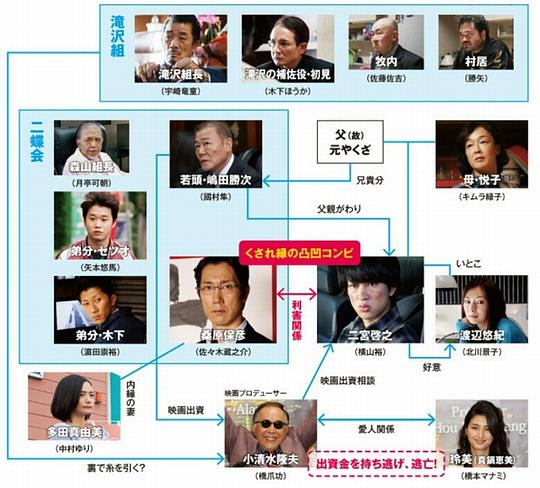 滝沢組
滝沢組長
(宇崎竜童)
滝沢の補佐役・初見
(木下ほうか)
牧内
(佐藤佐吉)
村居
(勝矢)
二蝶会
森山組長
(月亭可朝)
若頭・嶋田勝次
(國村隼)
父(故)
元やくざ
兄貴分
母・悦子
(キムラ緑子)
父親がわり
弟分・セツオ
(矢本悠馬)
くされ縁の凸凹コンビ
いとこ
弟分・木下
(濵田崇裕)
桑原保彦
(佐々木蔵之介)
利害関係
二宮啓之
(横山裕)
渡辺悠紀
(北川景子)
好意
内縁の妻
多田真由美
(中村ゆり)
映画出資
映画プロデューサー
映画出資相談
小清水隆夫
(橋爪功)
愛人関係
出資金を持ち逃げ、逃亡!
玲美(真鍋恵美)
(橋本マナミ)
裏で糸を引く?